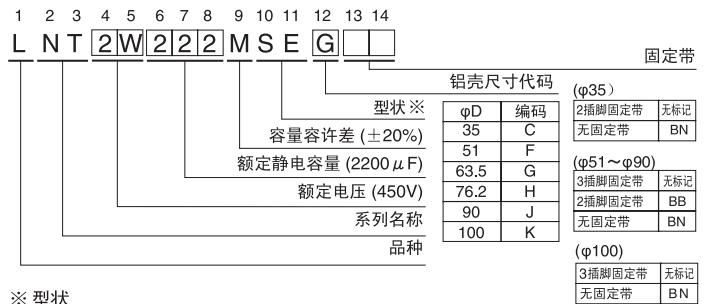 1 2 3 4 5 6 7 8 9 10 11 12 13 14
L N T 2 W 2 2 2 M S E G
固定带
铝壳尺寸代码
型状※
容量容许差 (±20%)
额定静电容量 (2200μF)
额定电压 (450V)
系列名称
品种
φD 编码
35 C
51 F
63.5 G
76.2 H
90 J
100 K
(φ35)
2插脚固定带 无标记
无固定带 BN
(φ51～φ90)
3插脚固定带 无标记
2插脚固定带 BB
无固定带 BN
(φ100)
3插脚固定带 无标记
无固定带 BN
※ 型状